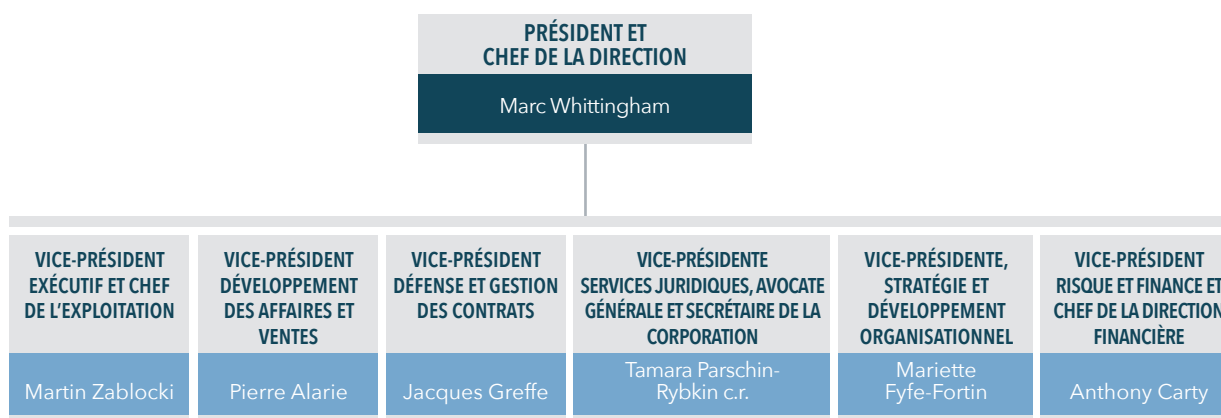 PRÉSIDENT ET
CHEF DE LA DIRECTION
Marc Whittingham
VICE-PRÉSIDENT
EXÉCUTIF ET CHEF
DE L'EXPLOITATION
Martin Zablocki
VICE-PRÉSIDENT
DÉVELOPPEMENT
DES AFFAIRES ET
VENTES
Pierre Alarie
VICE-PRÉSIDENT
DÉFENSE ET GESTION
DES CONTRATS
Jacques Greffe
VICE-PRÉSIDENTE
SERVICES JURIDIQUES, AVOCATE
GÉNÉRALE ET SECRÉTAIRE DE LA
CORPORATION
Tamara Parschin-
Rybkin c.r.
VICE-PRÉSIDENTE,
STRATÉGIE ET
DÉVELOPPEMENT
ORGANISATIONNEL
Mariette
Fyfe-Fortin
VICE-PRÉSIDENT
RISQUE ET FINANCE ET
CHEF DE LA DIRECTION
FINANCIÈRE
Anthony Carty